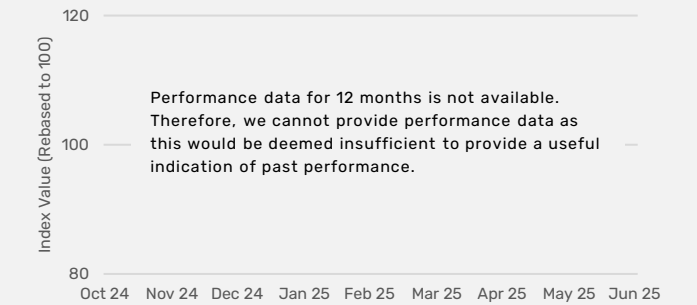 120
Index Value (Rebased to 100)
Performance data for 12 months is not available.
Therefore, we cannot provide performance data as
100
this would be deemed insufficient to provide a useful
indication of past performance.
80
Oct 24 Nov 24 Dec 24 Jan 25 Feb 25 Mar 25 Apr 25 May 25 Jun 25